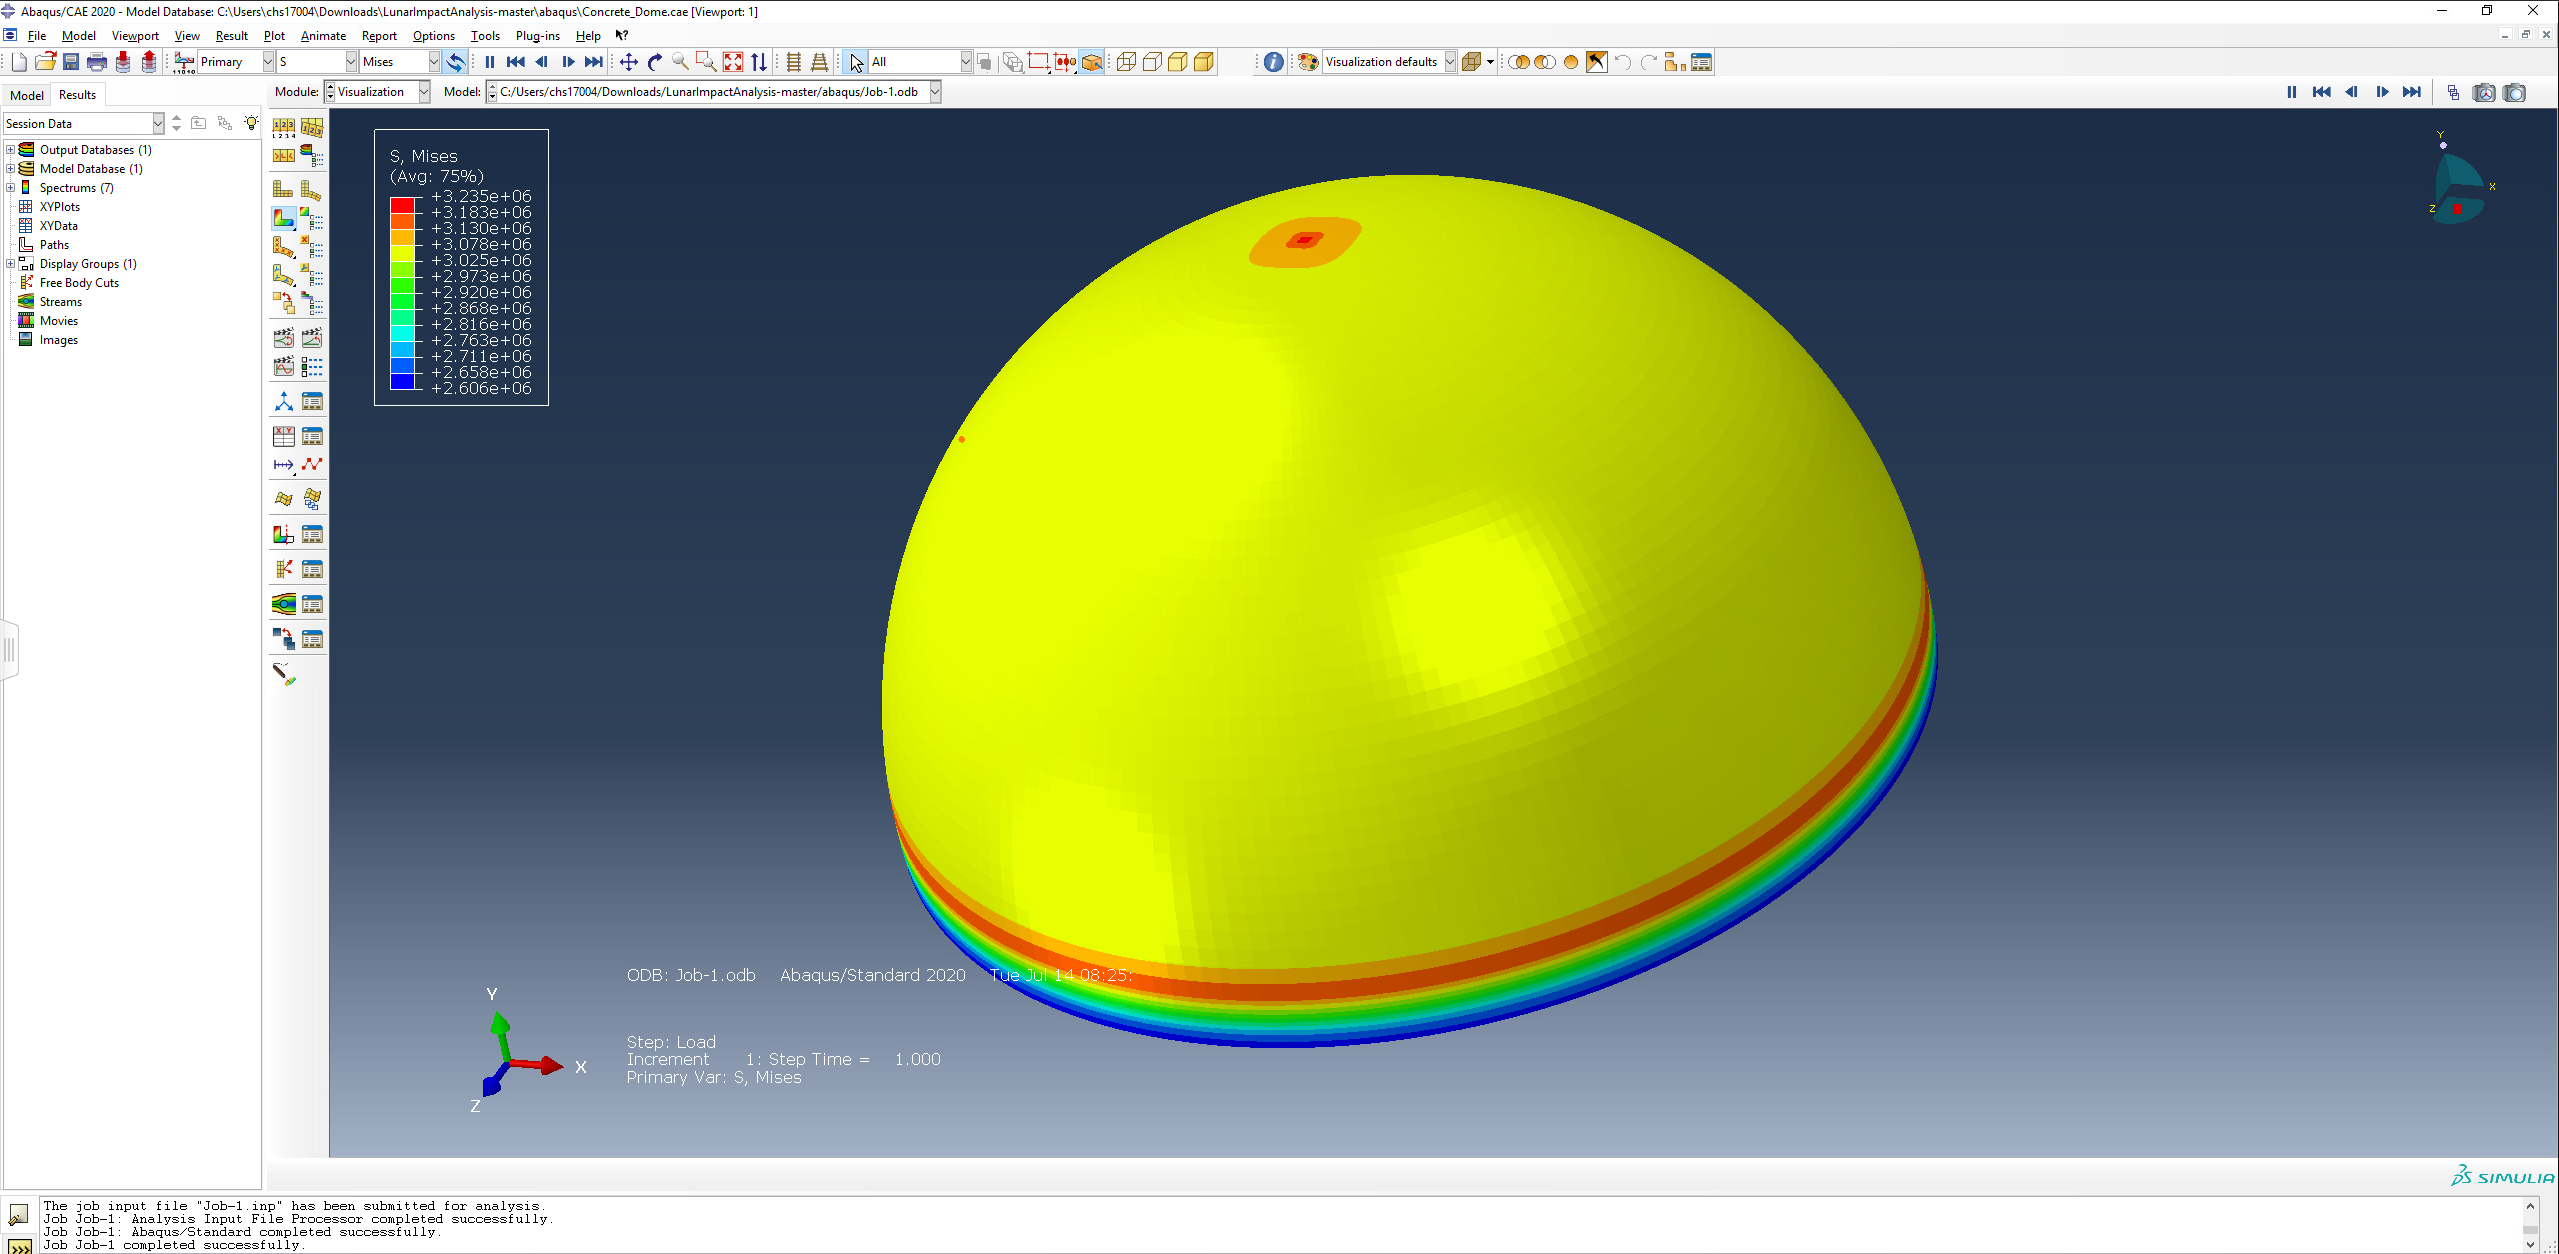 Abaqus/CAE 2020 - Model Database: C:\Users\chs17004\Downloads\LunarImpactAnalysis-master\abaqus\Concrete_Dome.cae [Viewport: 1]
File Model Viewport View Result Plot Animate Report Options Tools Plug-ins Help
Primary S Mises All Visualization defaults
Model Results Module: Visualization Model: C:/Users/chs17004/Downloads/LunarImpactAnalysis-master/abaqus/Job-1.odb
Session Data
Output Databases (1)
Model Database (1)
Spectrums (7)
XYPlots
XYData
Paths
Display Groups (1)
Free Body Cuts
Streams
Movies
Images
S, Mises
(Avg: 75%)
+3.235e+06
+3.183e+06
+3.130e+06
+3.078e+06
+3.025e+06
+2.973e+06
+2.920e+06
+2.868e+06
+2.816e+06
+2.763e+06
+2.711e+06
+2.658e+06
+2.606e+06
Y
X
Z
ODB: Job-1.odb Abaqus/Standard 2020 Tue Jul 14 08:25:
Y
X
Z
Step: Load
Increment 1: Step Time = 1.000
Primary Var: S, Mises
SIMULIA
The job input file "Job-1.inp" has been submitted for analysis.
Job Job-1: Analysis Input File Processor completed successfully.
Job Job-1: Abaqus/Standard completed successfully.
Job Job-1 completed successfully.